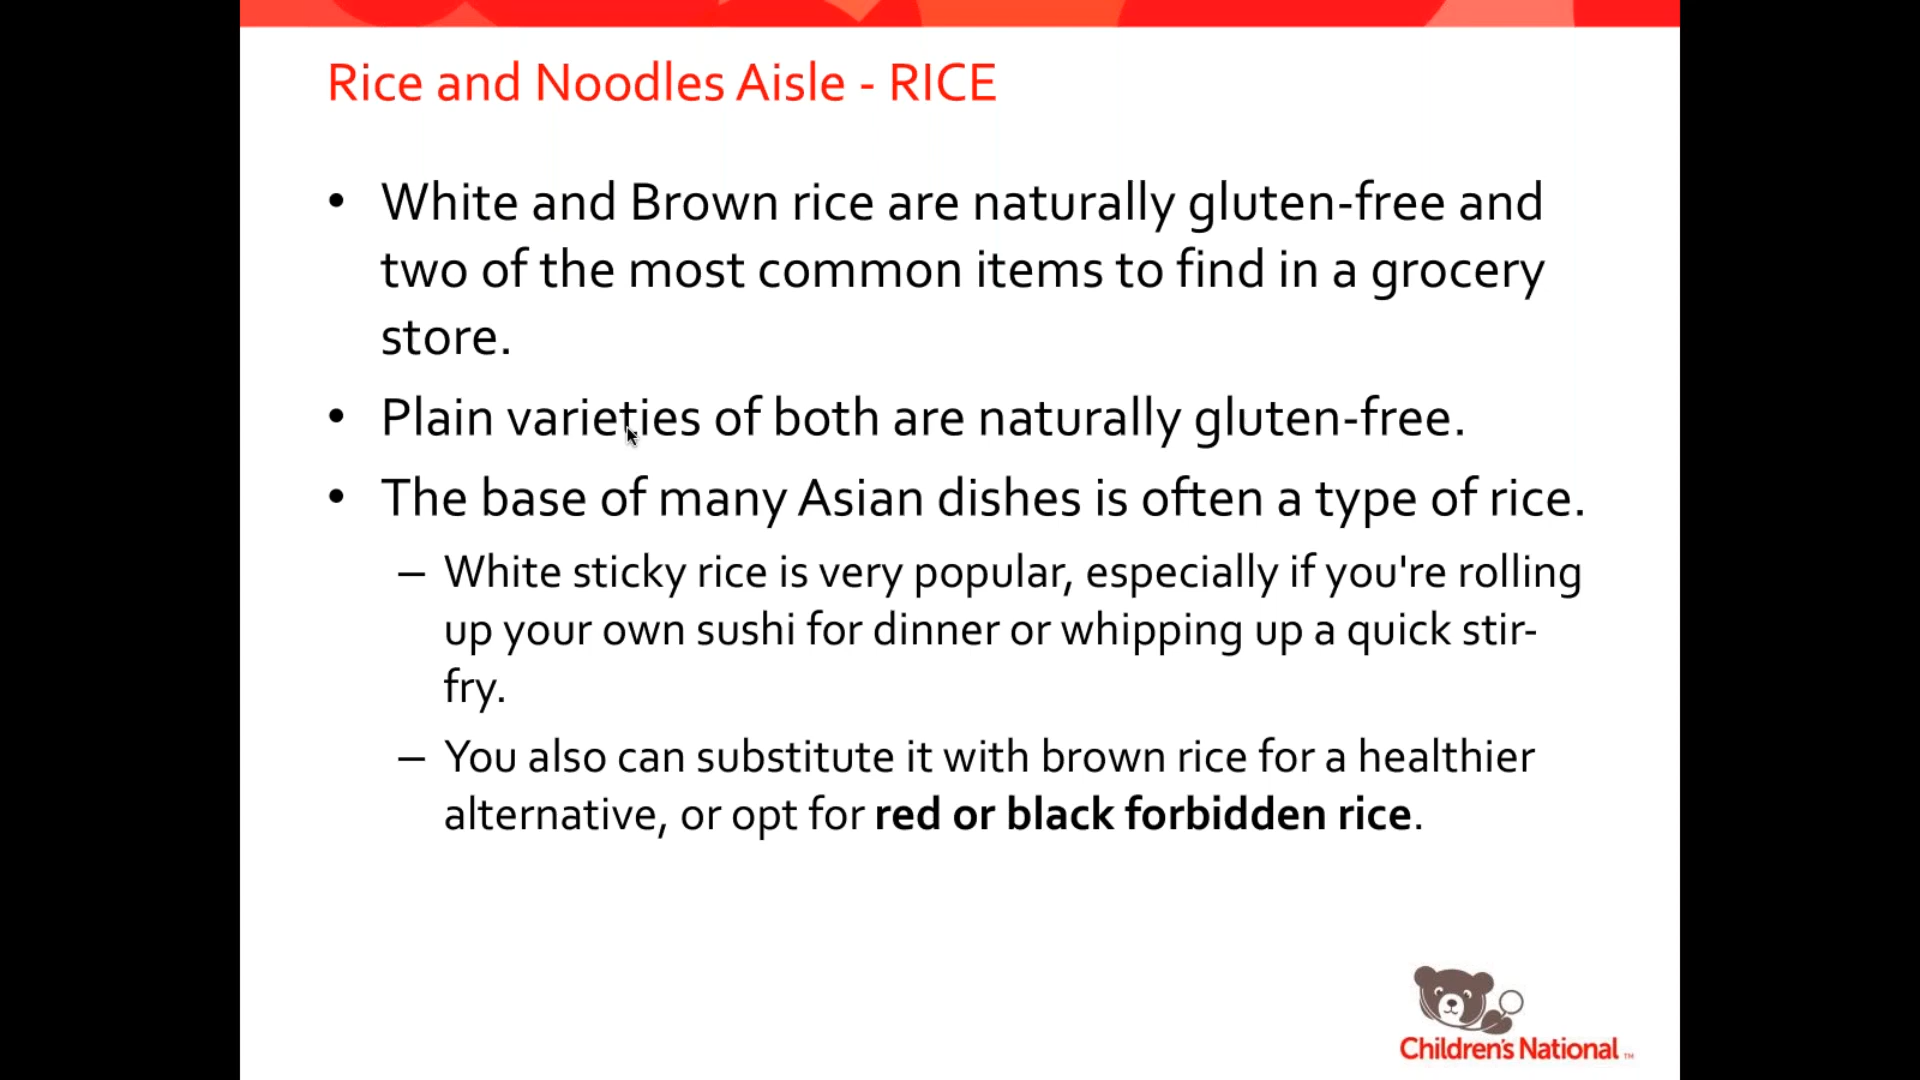 Rice and Noodles Aisle - RICE
• White and Brown rice are naturally gluten-free and
two of the most common items to find in a grocery
store.
• Plain varieties of both are naturally gluten-free.
• The base of many Asian dishes is often a type of rice.
– White sticky rice is very popular, especially if you're rolling
up your own sushi for dinner or whipping up a quick stir-
fry.
– You also can substitute it with brown rice for a healthier
alternative, or opt for red or black forbidden rice.
Children's National ™